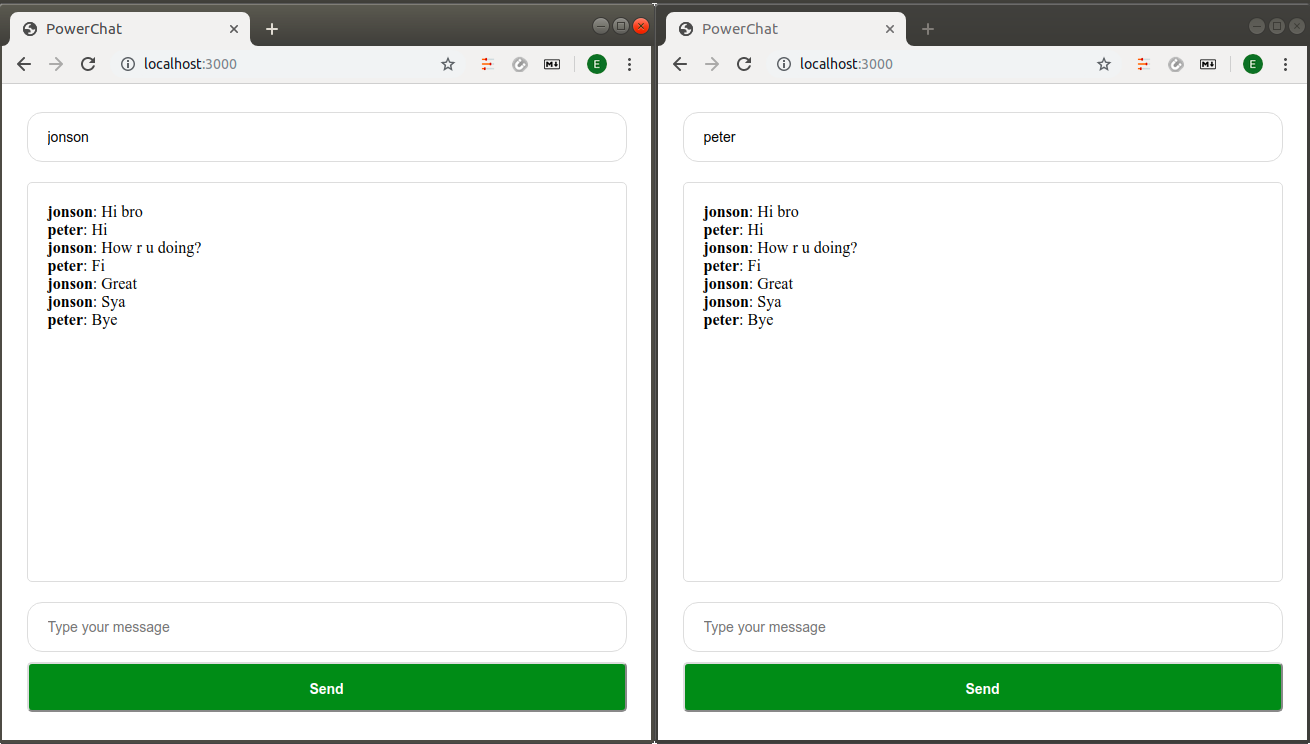 PowerChat
localhost:3000
E
jonson
jonson: Hi bro
peter: Hi
jonson: How r u doing?
peter: Fi
jonson: Great
jonson: Sya
peter: Bye
Type your message
Send
PowerChat
localhost:3000
E
peter
jonson: Hi bro
peter: Hi
jonson: How r u doing?
peter: Fi
jonson: Great
jonson: Sya
peter: Bye
Type your message
Send